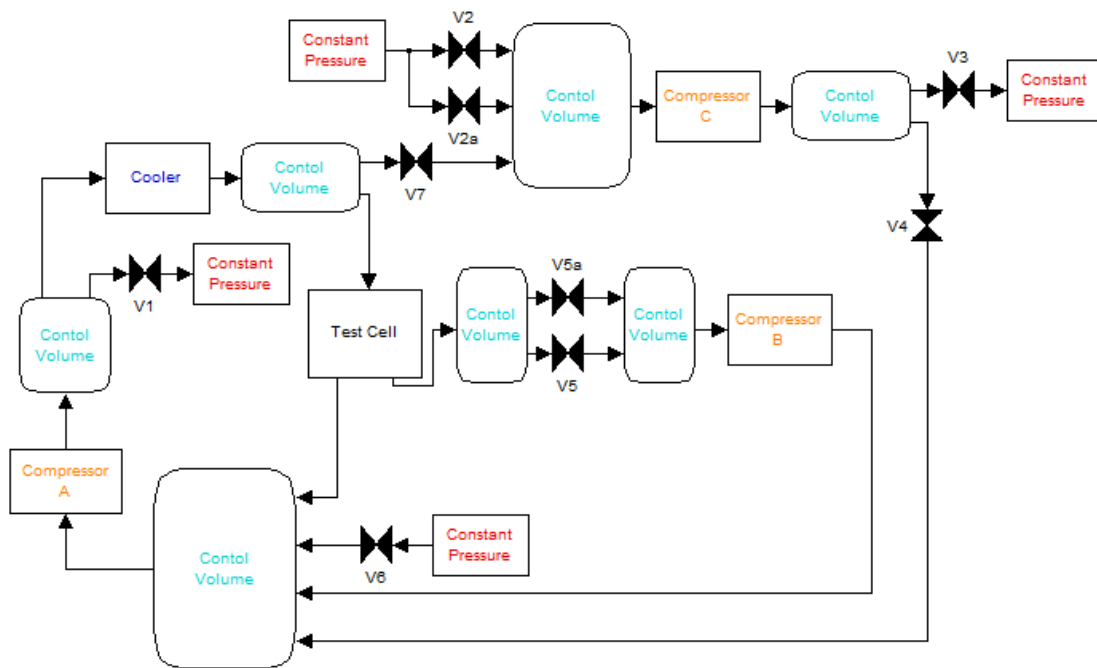 V2
Constant
Pressure
V2a
Contol
Volume
Compressor
C
Contol
Volume
V3
Constant
Pressure
Cooler
Contol
Volume
V7
V4
Contol
Volume
V1
Constant
Pressure
Test Cell
Contol
Volume
V5a
V5
Contol
Volume
Compressor
B
Compressor
A
Contol
Volume
V6
Constant
Pressure